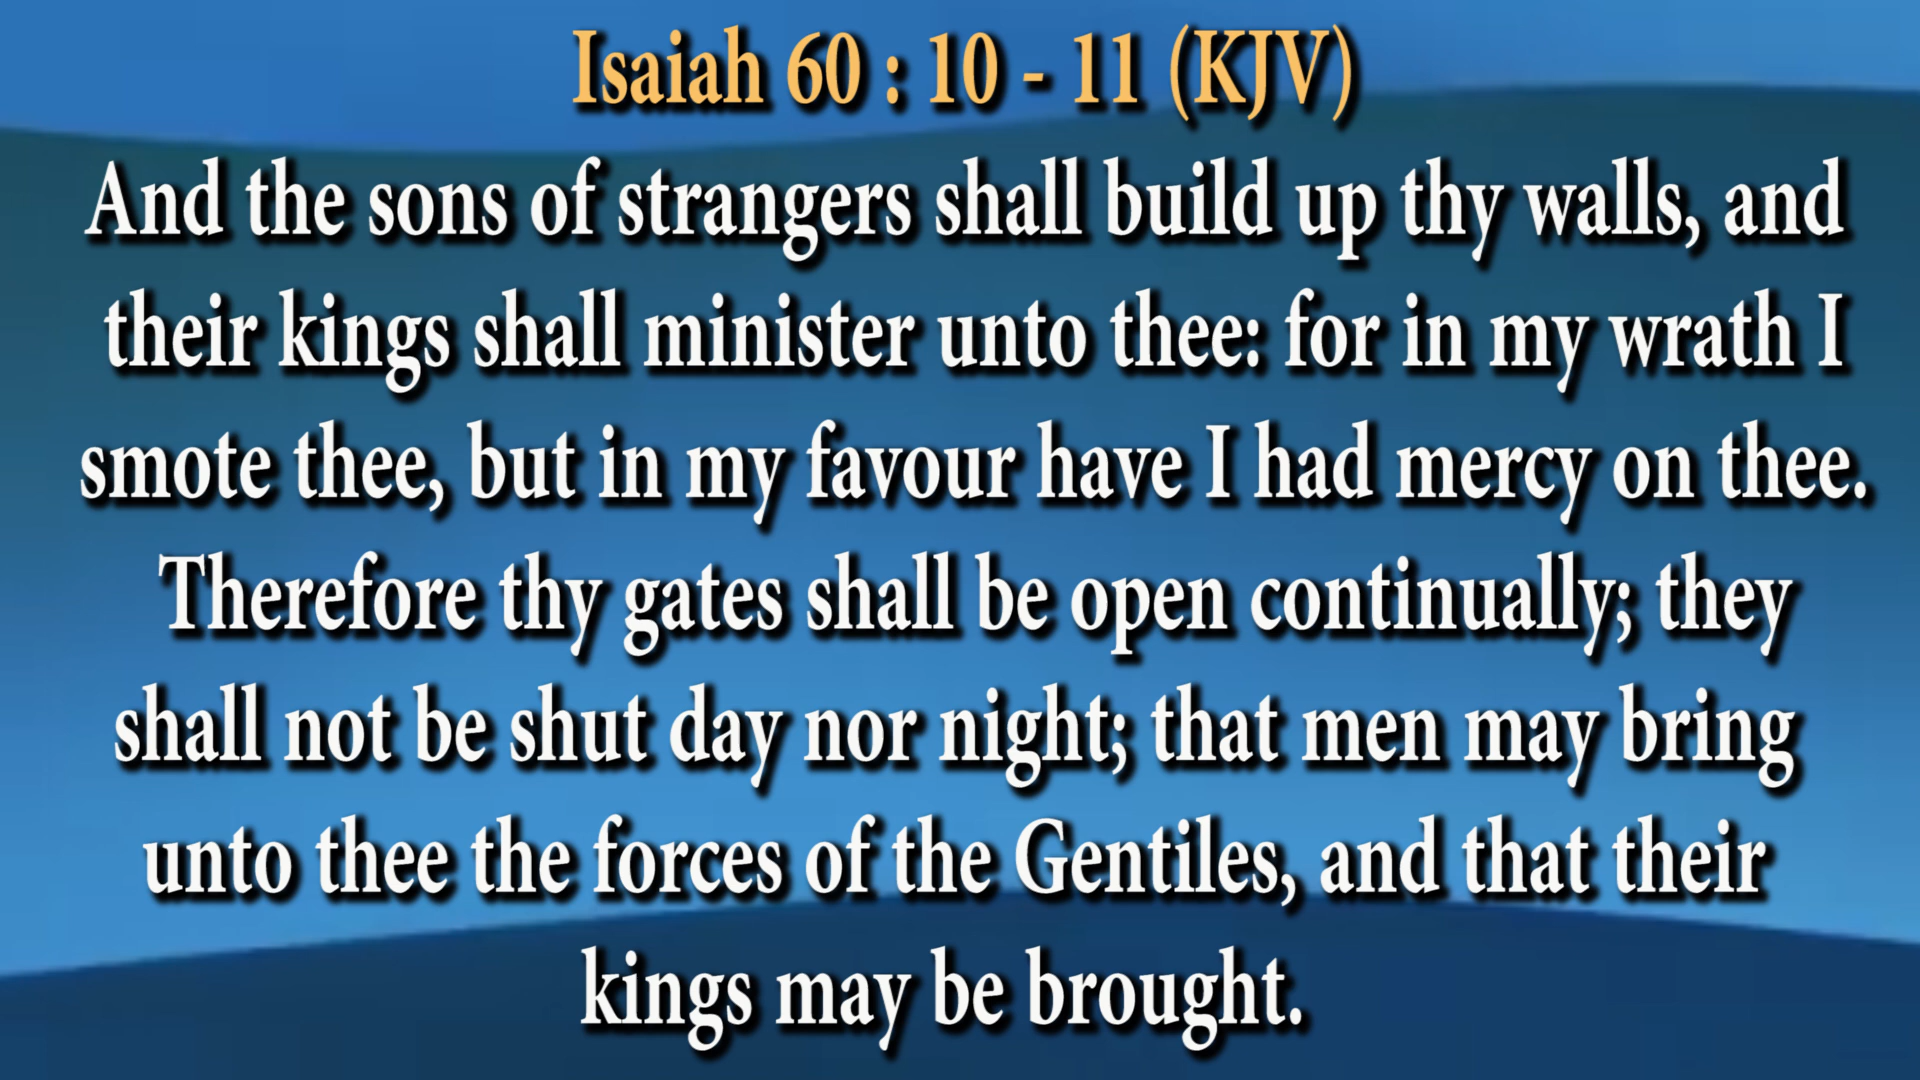 Isaiah 60 : 10 - 11 (KJV)
And the sons of strangers shall build up thy walls, and
their kings shall minister unto thee: for in my wrath I
smote thee, but in my favour have I had mercy on thee.
Therefore thy gates shall be open continually; they
shall not be shut day nor night; that men may bring
unto thee the forces of the Gentiles, and that their
kings may be brought.